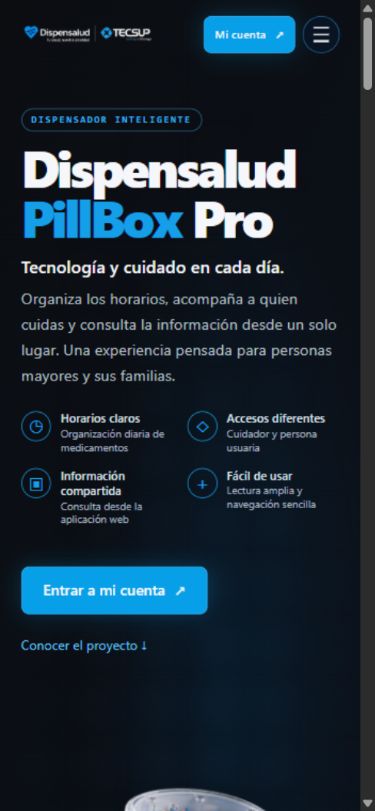 Dispensalud
TECSUP
Mi cuenta ↗
DISPENSADOR INTELIGENTE
Dispensalud
PillBox Pro
Tecnología y cuidado en cada día.
Organiza los horarios, acompaña a quien
cuidas y consulta la información desde un solo
lugar. Una experiencia pensada para personas
mayores y sus familias.
Horarios claros
Organización diaria de
medicamentos
Accesos diferentes
Cuidador y persona
usuaria
Información
compartida
Consulta desde la
aplicación web
Fácil de usar
Lectura amplia y
navegación sencilla
Entrar a mi cuenta ↗
Conocer el proyecto ↓